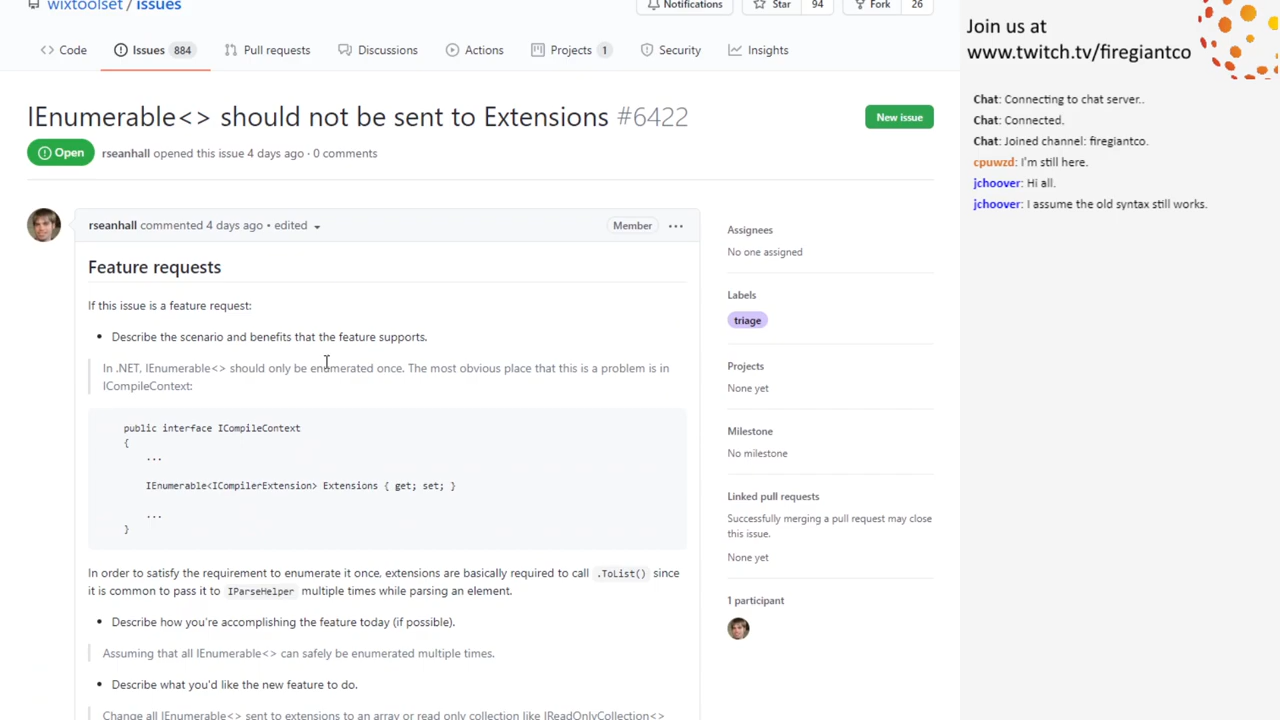 wixtoolset / issues
Notifications
Star 94
Fork 26
Code
Issues 884
Pull requests
Discussions
Actions
Projects 1
Security
Insights
IEnumerable<> should not be sent to Extensions #6422
New issue
Open
rseanhall opened this issue 4 days ago · 0 comments
rseanhall commented 4 days ago • edited
Member
Feature requests
If this issue is a feature request:
• Describe the scenario and benefits that the feature supports.
In .NET, IEnumerable<> should only be enumerated once. The most obvious place that this is a problem is in
ICompileContext:
public interface ICompileContext
{
...
IEnumerable<ICompilerExtension> Extensions { get; set; }
...
}
In order to satisfy the requirement to enumerate it once, extensions are basically required to call .ToList() since
it is common to pass it to IParseHelper multiple times while parsing an element.
• Describe how you're accomplishing the feature today (if possible).
Assuming that all IEnumerable<> can safely be enumerated multiple times.
• Describe what you'd like the new feature to do.
Change all IEnumerable<> sent to extensions to an array or read only collection like IReadOnlyCollection<>
Assignees
No one assigned
Labels
triage
Projects
None yet
Milestone
No milestone
Linked pull requests
Successfully merging a pull request may close
this issue.
None yet
1 participant
Join us at
www.twitch.tv/firegiantco
Chat: Connecting to chat server..
Chat: Connected.
Chat: Joined channel: firegiantco.
cpuwzd: I'm still here.
jchoover: Hi all.
jchoover: I assume the old syntax still works.